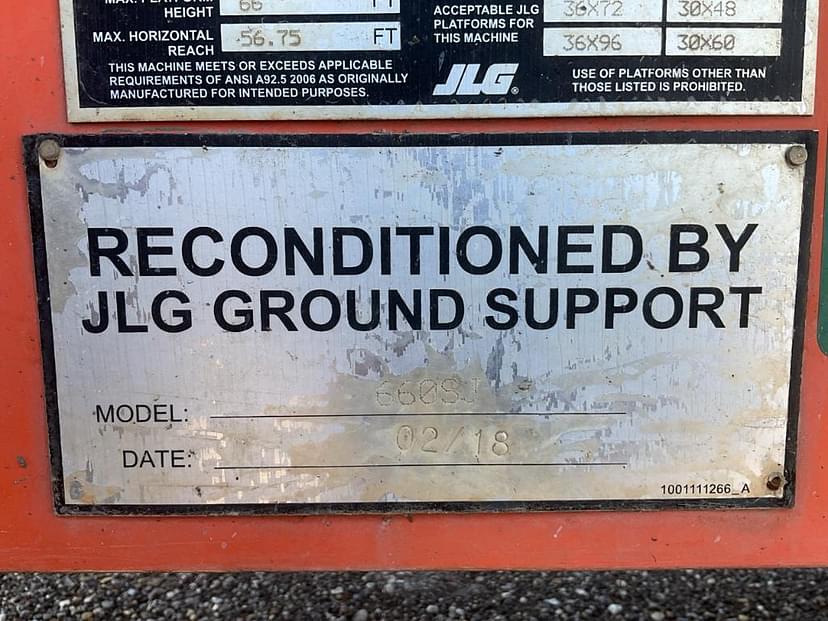 MAX. PLATFORM
HEIGHT 66 FT
MAX. HORIZONTAL
REACH 56.75 FT
THIS MACHINE MEETS OR EXCEEDS APPLICABLE
REQUIREMENTS OF ANSI A92.5 2006 AS ORIGINALLY
MANUFACTURED FOR INTENDED PURPOSES.
ACCEPTABLE JLG
PLATFORMS FOR
THIS MACHINE
36X72 30X48
36X96 30X60
JLG®
USE OF PLATFORMS OTHER THAN
THOSE LISTED IS PROHIBITED.
RECONDITIONED BY
JLG GROUND SUPPORT
MODEL: 660SJ
DATE: 02/18
1001111266_A